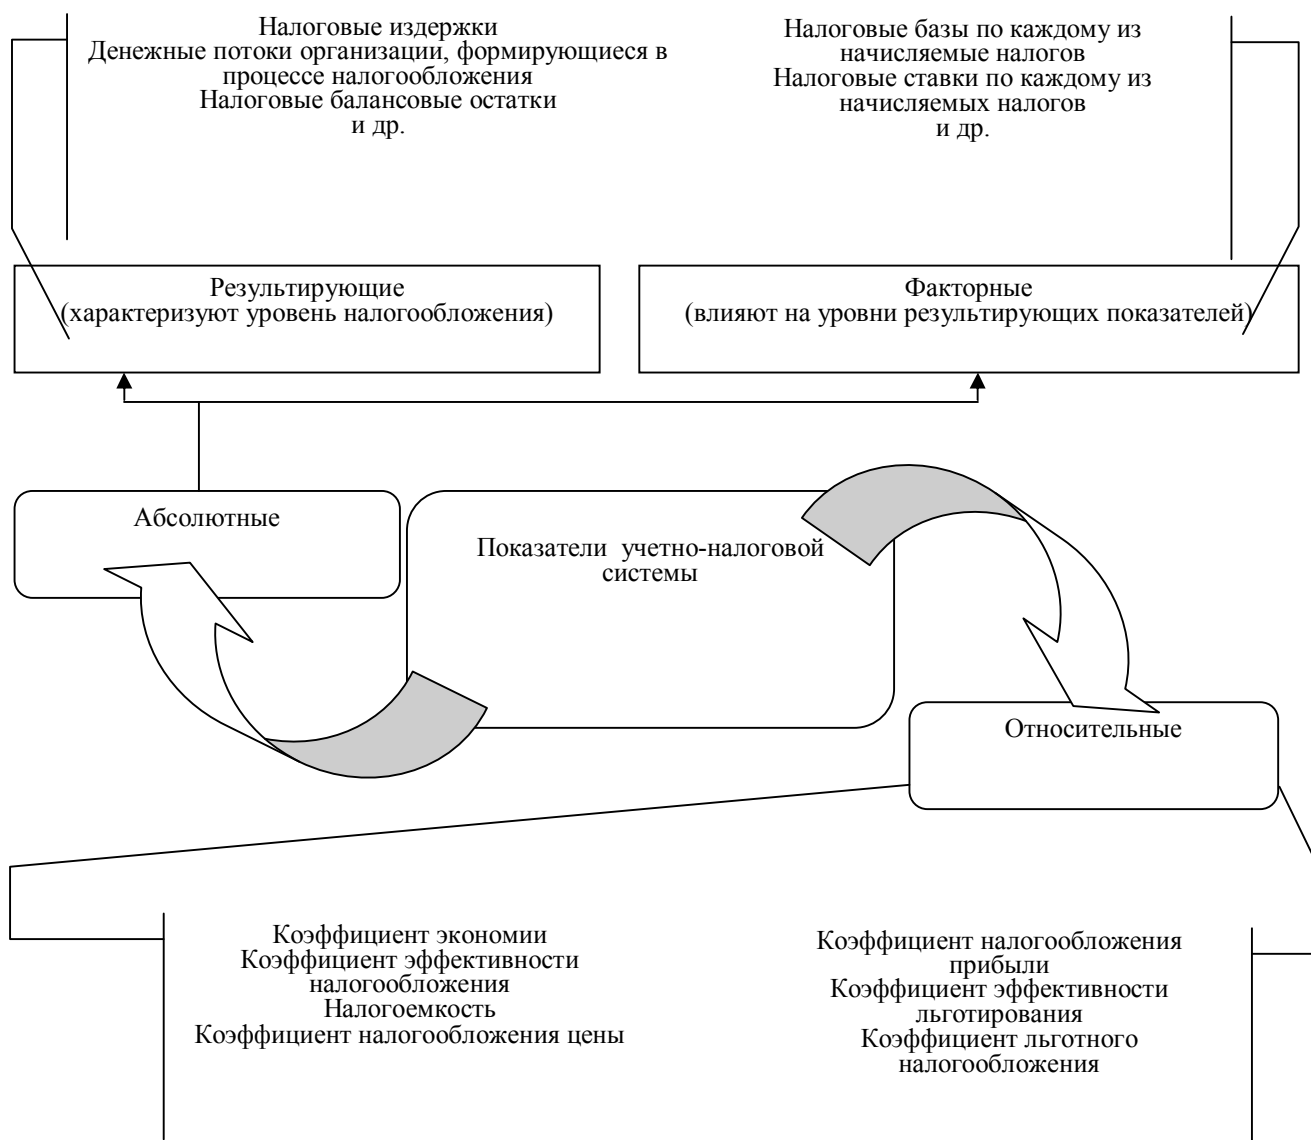 Налоговые издержки
Денежные потоки организации, формирующиеся в
процессе налогообложения
Налоговые балансовые остатки
и др.
Налоговые базы по каждому из
начисляемые налогов
Налоговые ставки по каждому из
начисляемых налогов
и др.
Результирующие
(характеризуют уровень налогообложения)
Факторные
(влияют на уровни результирующих показателей)
Абсолютные
Показатели учетно-налоговой
системы
Относительные
Коэффициент экономии
Коэффициент эффективности
налогообложения
Налогоемкость
Коэффициент налогообложения цены
Коэффициент налогообложения
прибыли
Коэффициент эффективности
льготирования
Коэффициент льготного
налогообложения